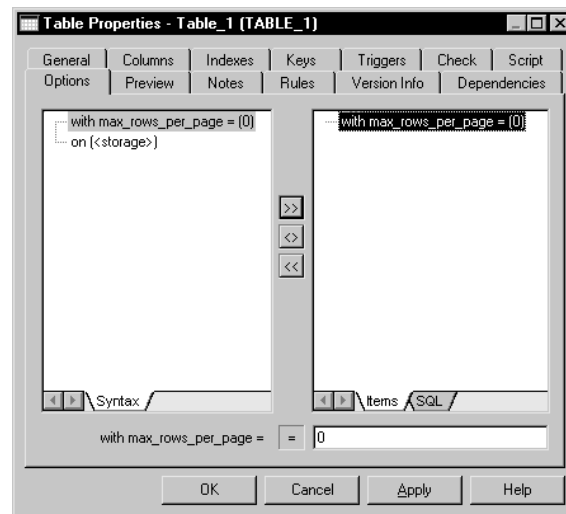 Table Properties - Table_1 (TABLE_1)
General Columns Indexes Keys Triggers Check Script
Options Preview Notes Rules Version Info Dependencies
with max_rows_per_page = (0) with max_rows_per_page = (0)
on (<storage>)
>>
<>
<<
Syntax Items SQL
with max_rows_per_page = = 0
OK Cancel Apply Help